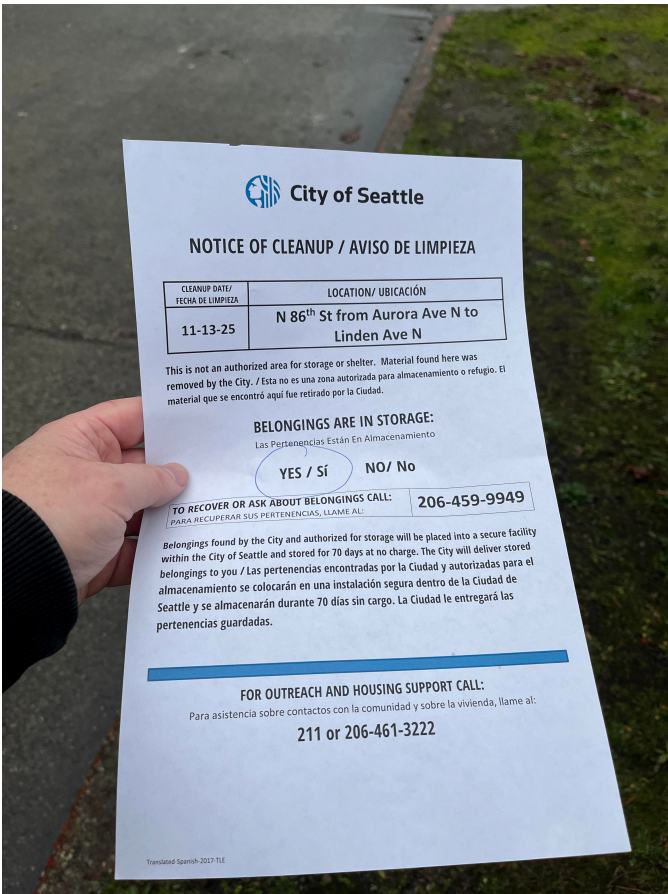 City of Seattle
NOTICE OF CLEANUP / AVISO DE LIMPIEZA
CLEANUP DATE/
FECHA DE LIMPIEZA
LOCATION/ UBICACIÓN
11-13-25
N 86th St from Aurora Ave N to
Linden Ave N
This is not an authorized area for storage or shelter. Material found here was
removed by the City. / Esta no es una zona autorizada para almacenamiento o refugio. El
material que se encontró aquí fue retirado por la Ciudad.
BELONGINGS ARE IN STORAGE:
Las Pertenencias Están En Almacenamiento
YES / Sí NO/ No
TO RECOVER OR ASK ABOUT BELONGINGS CALL:
PARA RECUPERAR SUS PERTENENCIAS, LLAME AL:
206-459-9949
Belongings found by the City and authorized for storage will be placed into a secure facility
within the City of Seattle and stored for 70 days at no charge. The City will deliver stored
belongings to you / Las pertenencias encontradas por la Ciudad y autorizadas para el
almacenamiento se colocarán en una instalación segura dentro de la Ciudad de
Seattle y se almacenarán durante 70 días sin cargo. La Ciudad le entregará las
pertenencias guardadas.
FOR OUTREACH AND HOUSING SUPPORT CALL:
Para asistencia sobre contactos con la comunidad y sobre la vivienda, llame al:
211 or 206-461-3222
Translated Spanish-2017-TLE